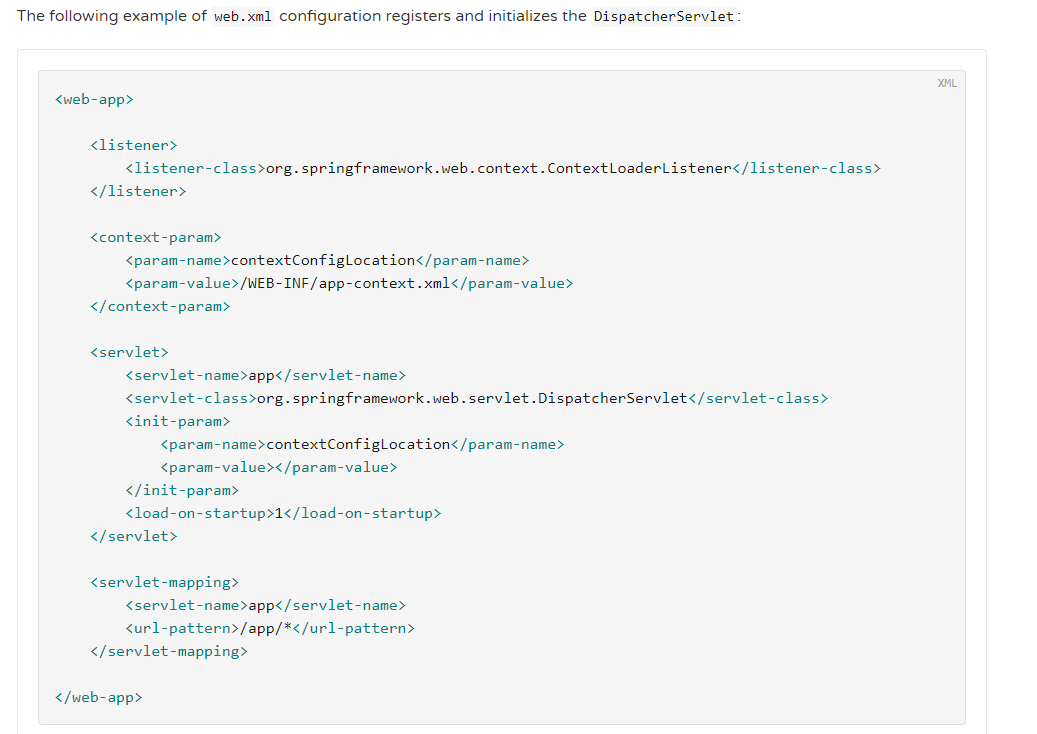 The following example of web.xml configuration registers and initializes the DispatcherServlet:
XML
<web-app>
<listener>
<listener-class>org.springframework.web.context.ContextLoaderListener</listener-class>
</listener>
<context-param>
<param-name>contextConfigLocation</param-name>
<param-value>/WEB-INF/app-context.xml</param-value>
</context-param>
<servlet>
<servlet-name>app</servlet-name>
<servlet-class>org.springframework.web.servlet.DispatcherServlet</servlet-class>
<init-param>
<param-name>contextConfigLocation</param-name>
<param-value></param-value>
</init-param>
<load-on-startup>1</load-on-startup>
</servlet>
<servlet-mapping>
<servlet-name>app</servlet-name>
<url-pattern>/app/*</url-pattern>
</servlet-mapping>
</web-app>